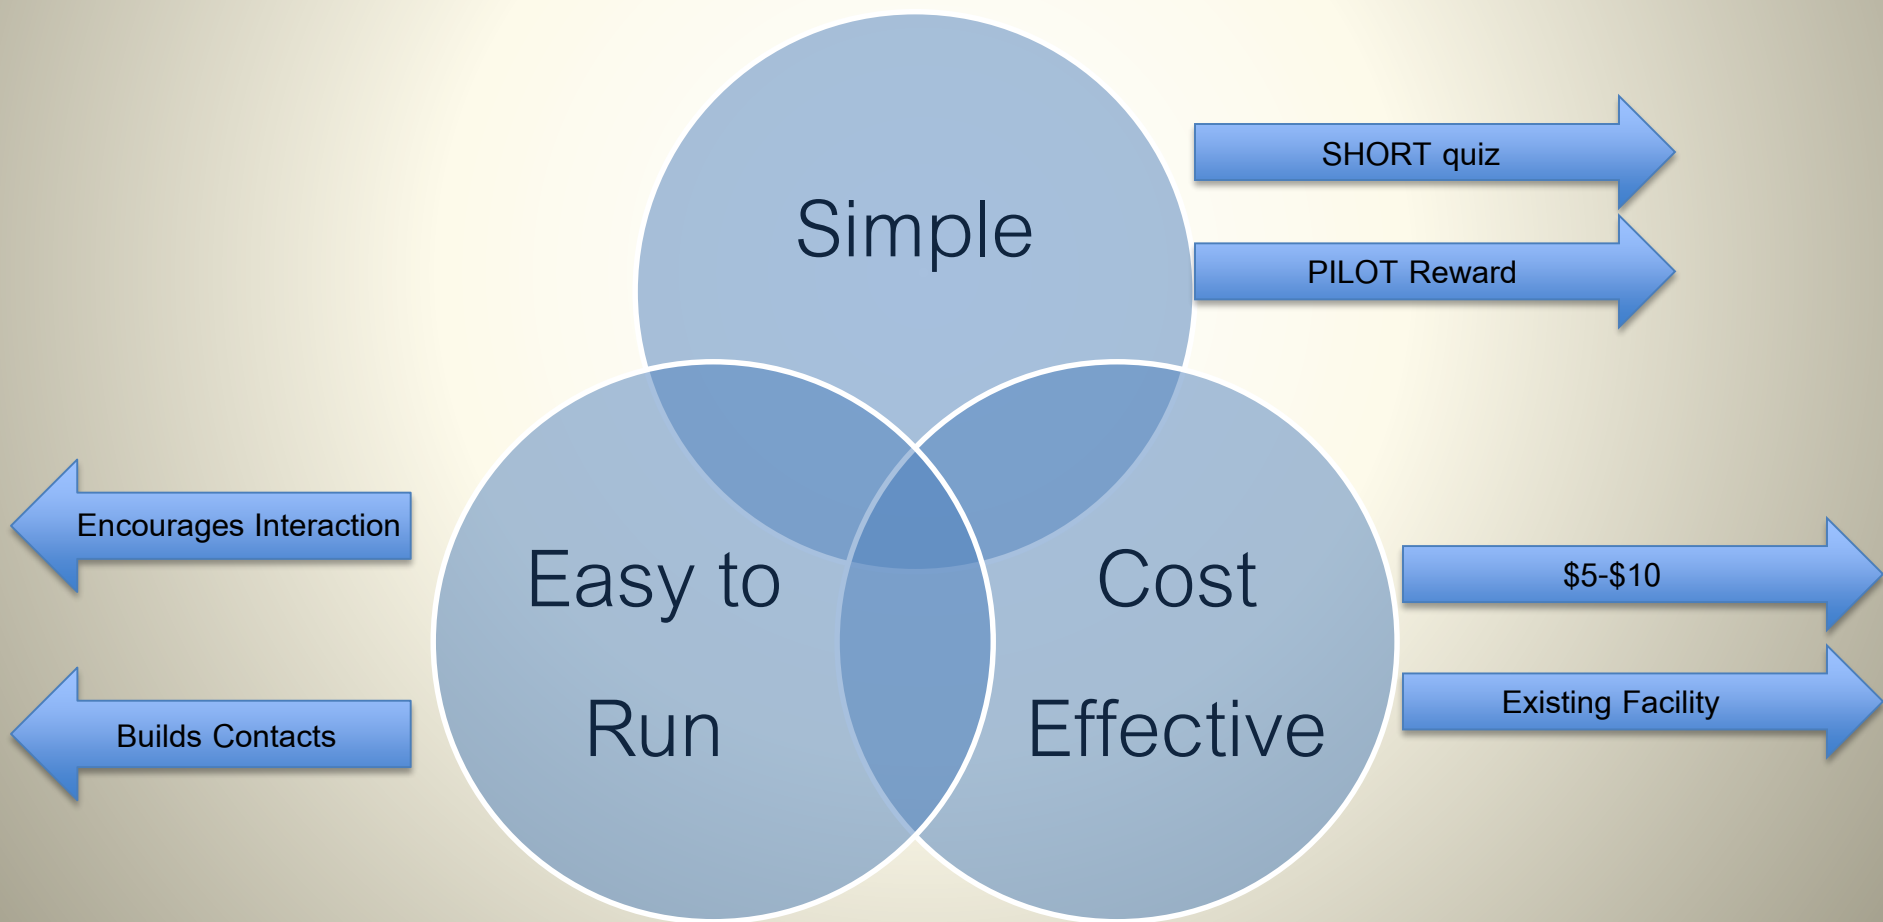 Simple
SHORT quiz
PILOT Reward
Encourages Interaction
Builds Contacts
Easy to
Run
Cost
Effective
$5-$10
Existing Facility